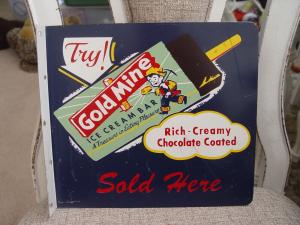 Try!
Gold Mine
ICE CREAM BAR
A Treasure in Eating Pleasure
Rich-Creamy
Chocolate Coated
Sold Here